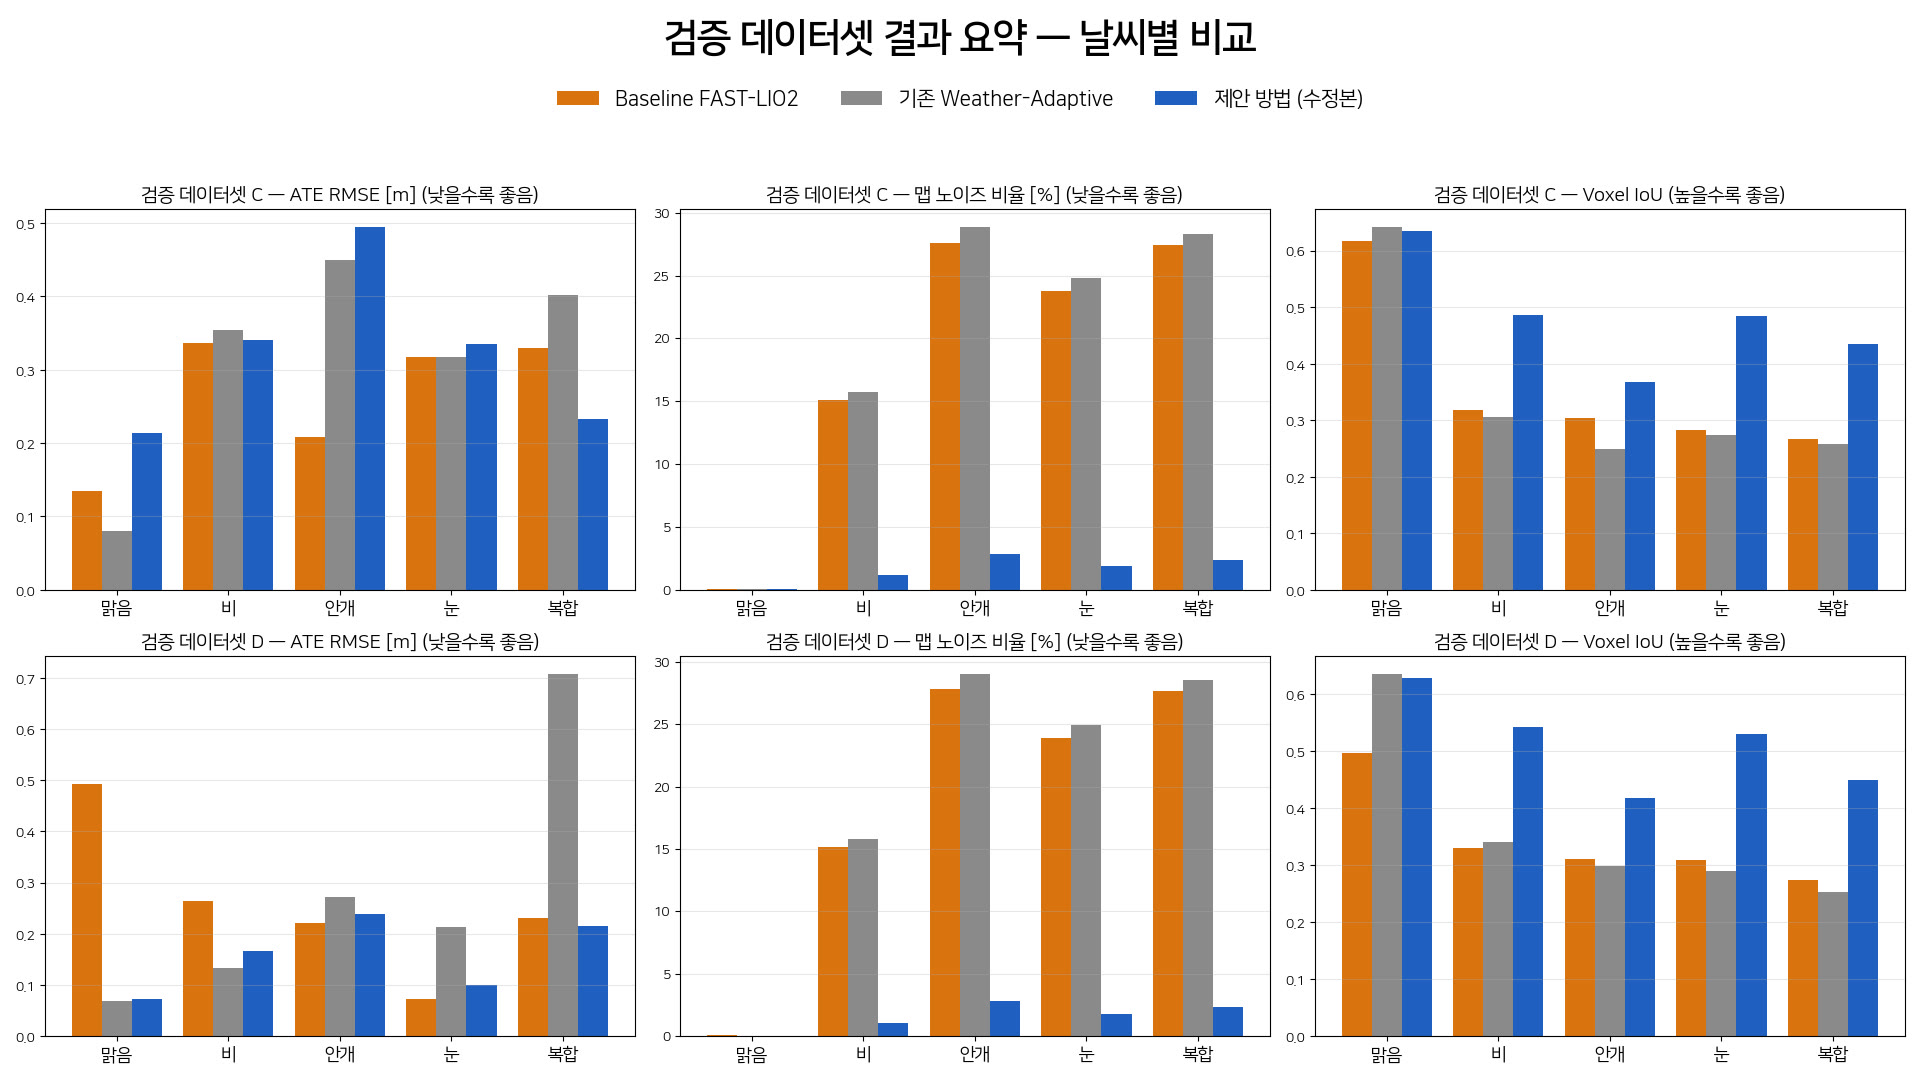 검증 데이터셋 결과 요약 — 날씨별 비교
Baseline FAST-LIO2
기존 Weather-Adaptive
제안 방법 (수정본)
검증 데이터셋 C — ATE RMSE [m] (낮을수록 좋음)
0.5
0.4
0.3
0.2
0.1
0.0
맑음 비 안개 눈 복합
검증 데이터셋 C — 맵 노이즈 비율 [%] (낮을수록 좋음)
30
25
20
15
10
5
0
맑음 비 안개 눈 복합
검증 데이터셋 C — Voxel IoU (높을수록 좋음)
0.6
0.5
0.4
0.3
0.2
0.1
0.0
맑음 비 안개 눈 복합
검증 데이터셋 D — ATE RMSE [m] (낮을수록 좋음)
0.7
0.6
0.5
0.4
0.3
0.2
0.1
0.0
맑음 비 안개 눈 복합
검증 데이터셋 D — 맵 노이즈 비율 [%] (낮을수록 좋음)
30
25
20
15
10
5
0
맑음 비 안개 눈 복합
검증 데이터셋 D — Voxel IoU (높을수록 좋음)
0.6
0.5
0.4
0.3
0.2
0.1
0.0
맑음 비 안개 눈 복합